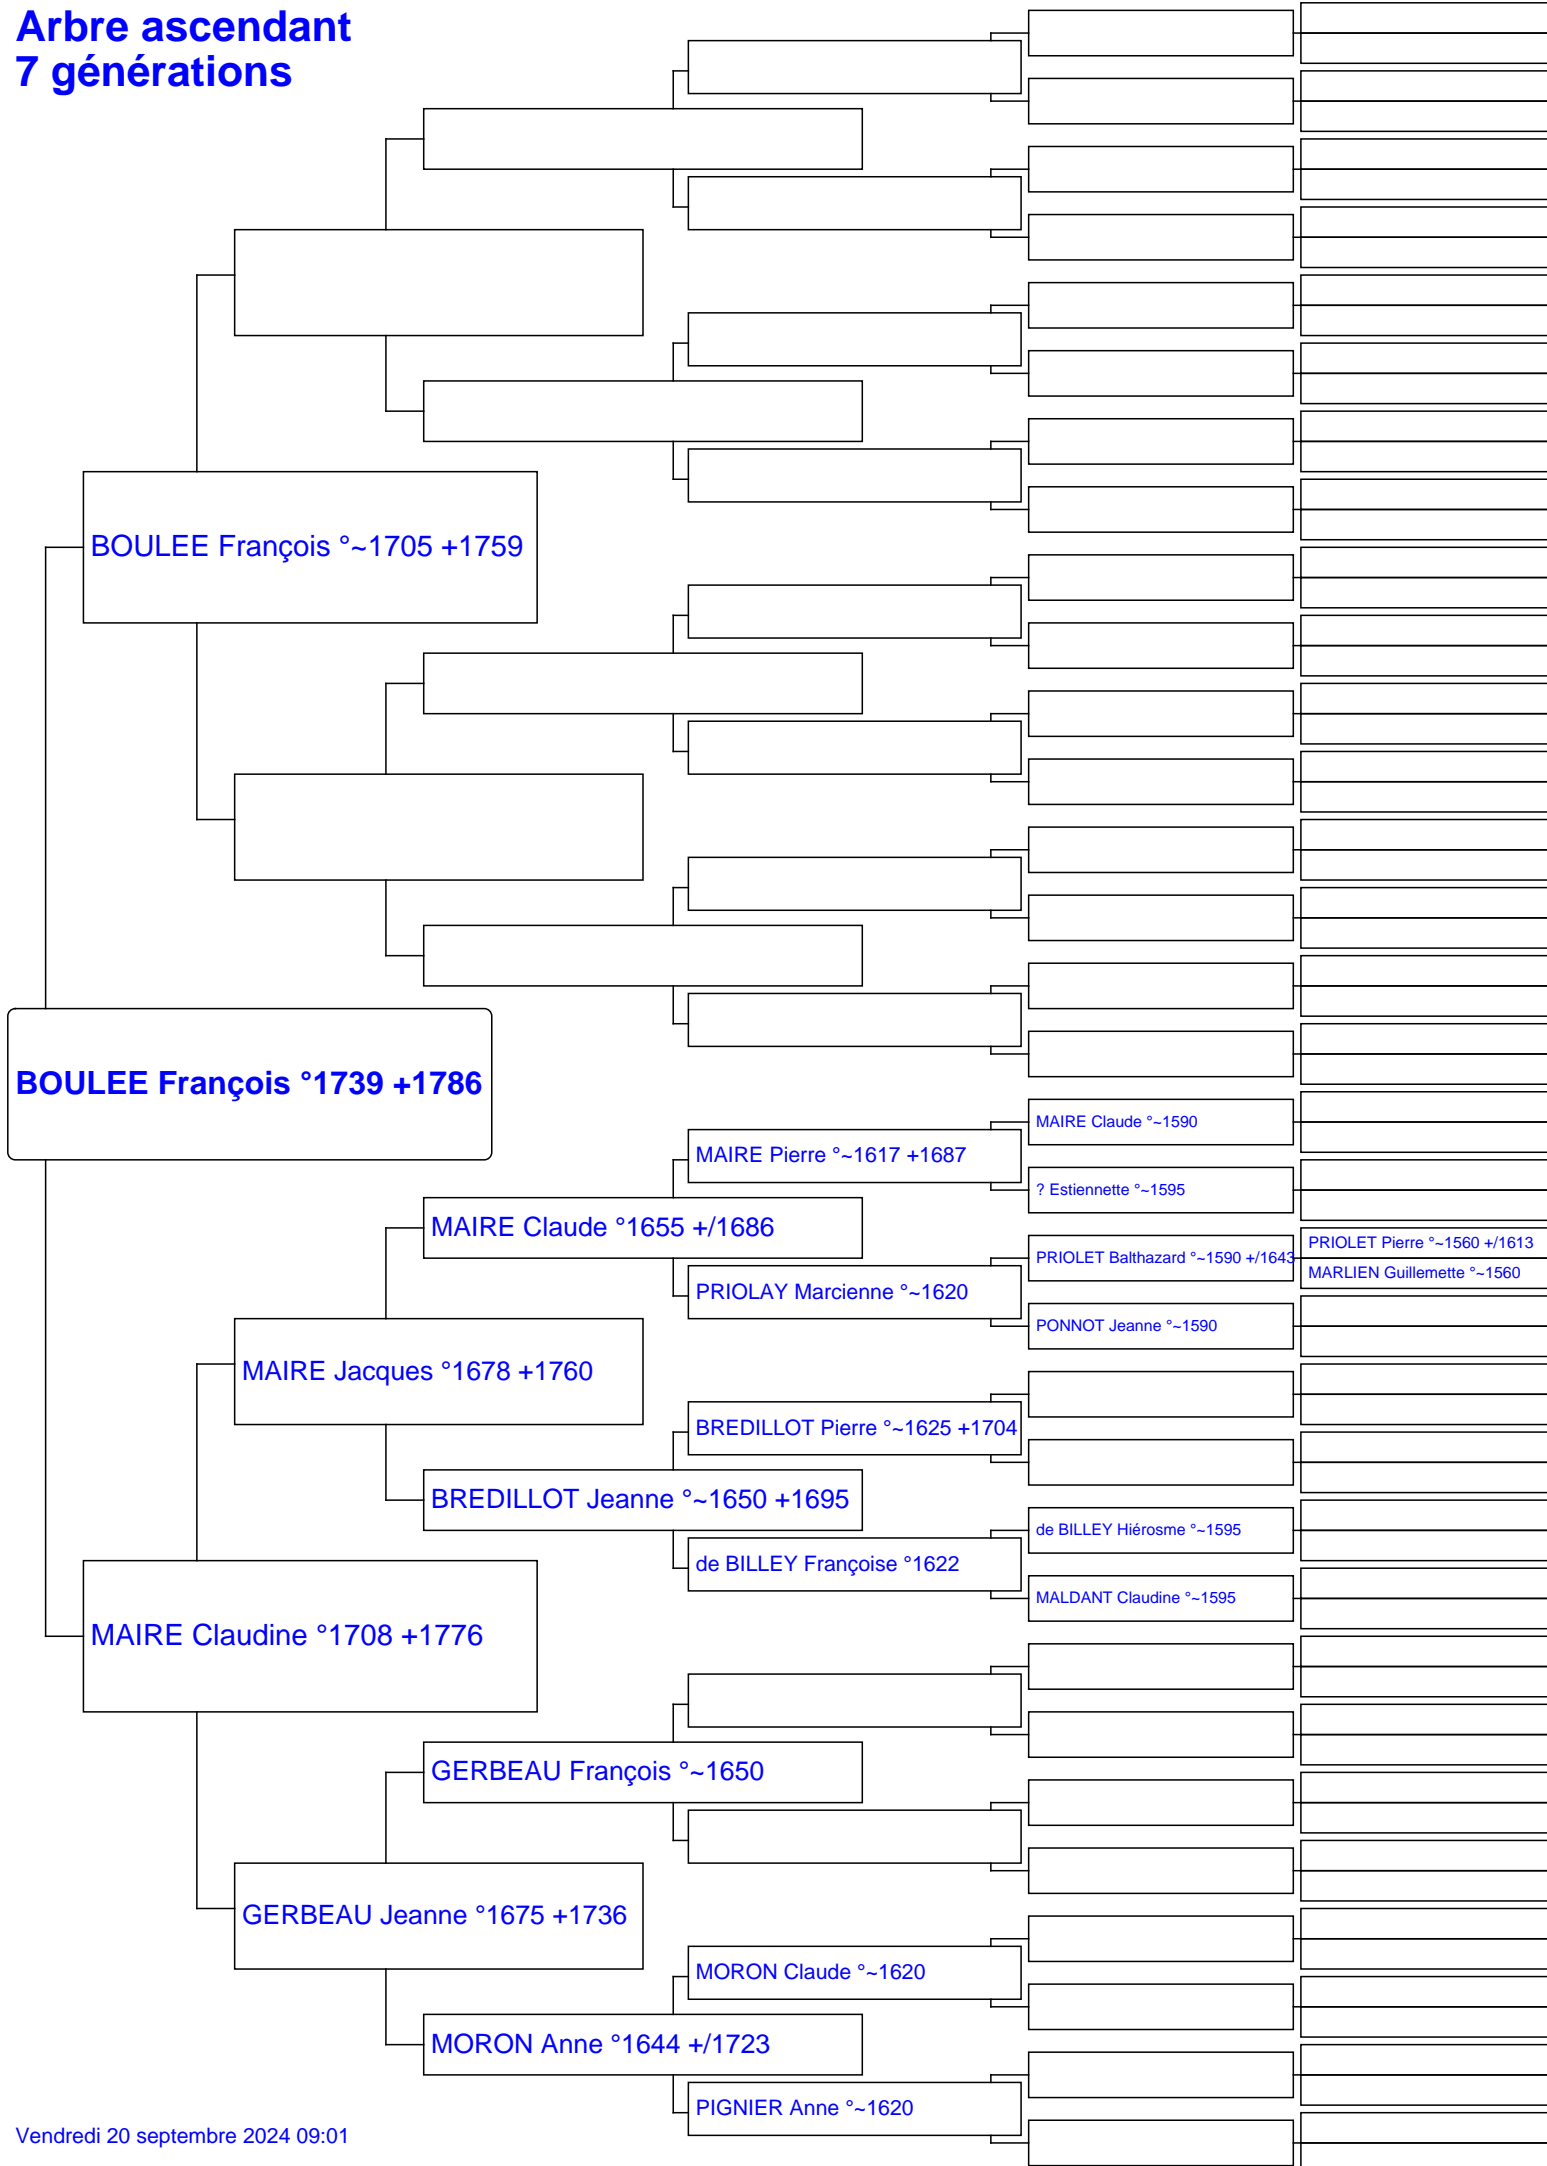 Arbre ascendant
7 générations
BOULEE François °~1705 +1759
BOULEE François °1739 +1786
MAIRE Claude °~1590
MAIRE Pierre °~1617 +1687
? Estiennette °~1595
MAIRE Claude °1655 +/1686
PRIOLET Pierre °~1560 +/1613
PRIOLET Balthazard °~1590 +/1643
MARLIEN Guillemette °~1560
PRIOLAY Marcienne °~1620
PONNOT Jeanne °~1590
MAIRE Jacques °1678 +1760
BREDILLOT Pierre °~1625 +1704
BREDILLOT Jeanne °~1650 +1695
de BILLEY Hiérosme °~1595
de BILLEY Françoise °1622
MALDANT Claudine °~1595
MAIRE Claudine °1708 +1776
GERBEAU François °~1650
GERBEAU Jeanne °1675 +1736
MORON Claude °~1620
MORON Anne °1644 +/1723
PIGNIER Anne °~1620
Vendredi 20 septembre 2024 09:01